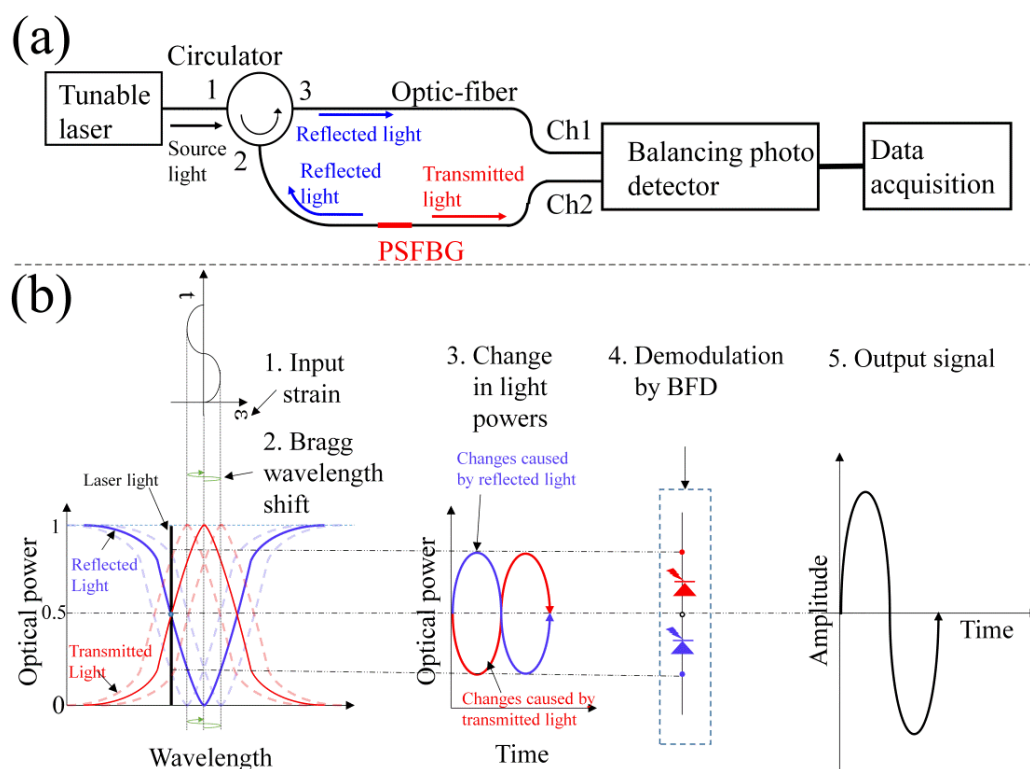 (a)
Circulator
Tunable
laser
1
3
2
Source
light
Optic-fiber
Reflected light
Reflected
light
Transmitted
light
PSFBG
Ch1
Ch2
Balancing photo
detector
Data
acquisition
(b)
t
ε
1. Input
strain
2. Bragg
wavelength
shift
Laser light
Reflected
Light
Transmitted
Light
Optical power
1
0.5
0
Wavelength
3. Change
in light
powers
Changes caused
by reflected light
Optical power
Changes caused by
transmitted light
Time
4. Demodulation
by BFD
5. Output signal
Amplitude
Time